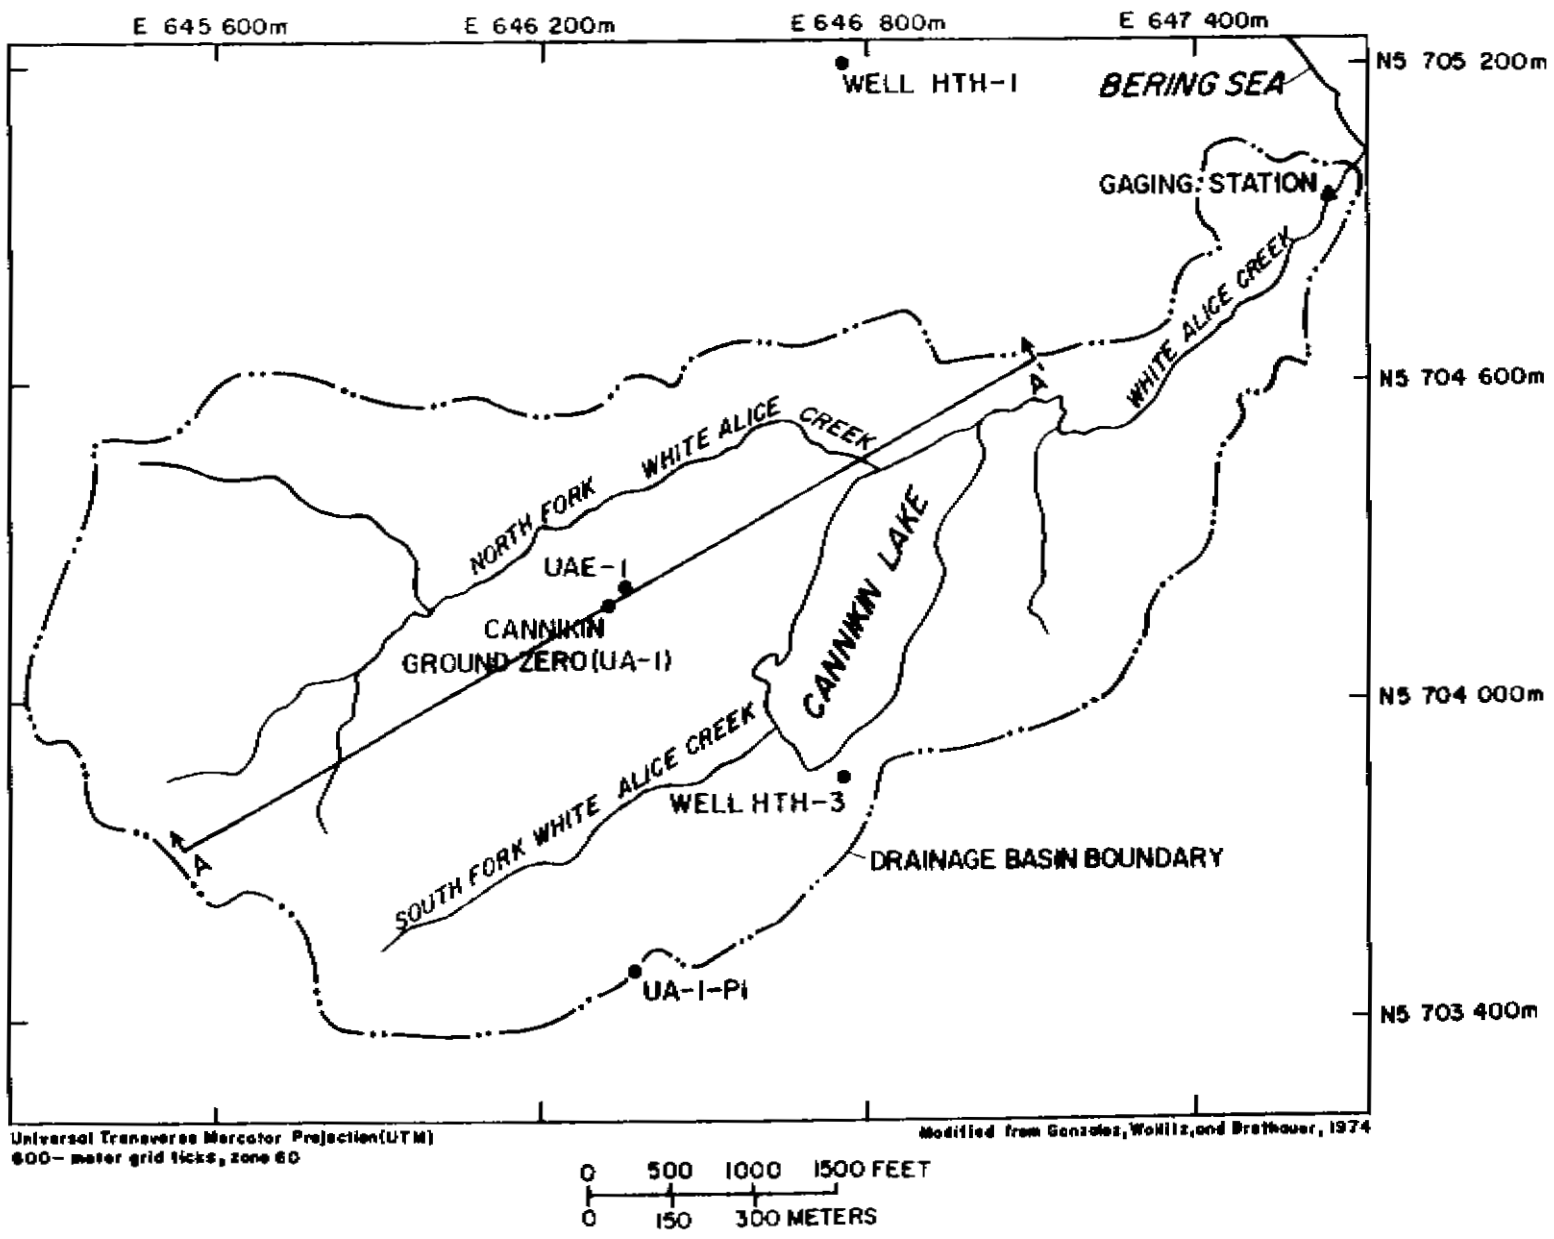 E 645 600m E 646 200m E 646 800m E 647 400m
N5 705 200m
WELL HTH-1
BERING SEA
GAGING STATION
WHITE ALICE CREEK
N5 704 600m
A'
NORTH FORK WHITE ALICE CREEK
UAE-1
CANNIKIN
GROUND ZERO(UA-1)
CANNIKIN LAKE
N5 704 000m
SOUTH FORK WHITE ALICE CREEK
WELL HTH-3
A
DRAINAGE BASIN BOUNDARY
UA-1-P1
N5 703 400m
Universal Transverse Mercator Projection(UTM)
600-meter grid ticks, zone 60
Modified from Gonzalez, Wollitz, and Brethauer, 1974
0 500 1000 1500 FEET
0 150 300 METERS